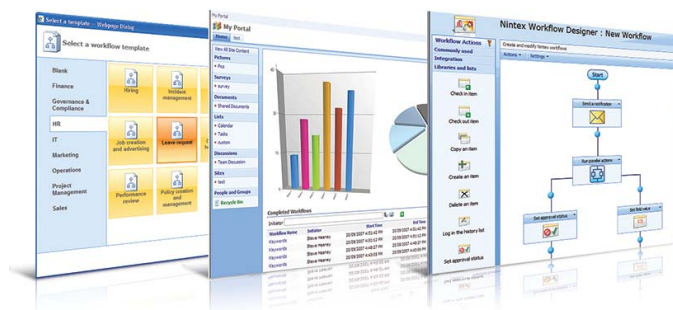 Select a template -- Webpage Dialog
Select a workflow template
Blank
Finance
Governance &
Compliance
HR
IT
Marketing
Operations
Project
Management
Sales
Hiring
Incident
management
Job creation
and advertising
Leave request
Performance
review
Policy creation
and
management
My Portal
My Portal
Home
test
View All Site Content
Pictures
Pics
Surveys
survey
Documents
Shared Documents
Lists
Calendar
Tasks
custom
Discussions
Team Discussion
Sites
test
People and Groups
Recycle Bin
Completed Workflows
Initiator
Workflow Name Initiator Start Time End Time
Keywords Steve Heaney
Keywords Steve Heaney
Keywords Steve Heaney
Keywords Steve Heaney
Nintex Workflow Designer : New Workflow
Workflow Actions
Commonly used
Integration
Libraries and lists
Check in item
Check out item
Copy an item
Create an item
Delete an item
Log in the history list
Set approval status
Create and modify Nintex workflows
Actions Settings
Start
Send a notification
Run parallel actions
Set approval status
Set field value